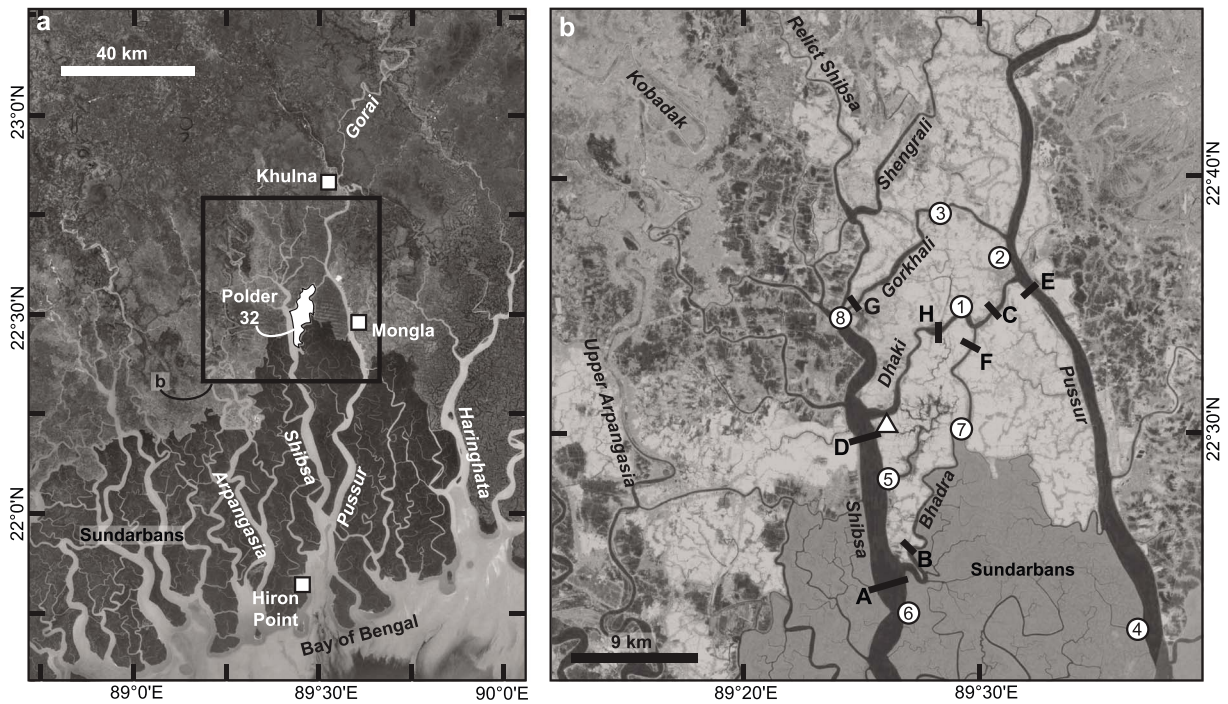 a
40 km
Gorai
Khulna
Polder
32
Mongla
b
Shibsa
Pussur
Haringhata
Arpangasia
Sundarbans
Hiron
Point
Bay of Bengal
23°0'N
22°30'N
22°0'N
89°0'E
89°30'E
90°0'E
b
Relict Shibsa
Kobadak
Shengrali
3
Gorkhali
2
E
G
8
H
1
C
F
Dhaki
Upper Arpangasia
Pussur
D
7
5
Shibsa
Bhadra
B
A
Sundarbans
6
4
9 km
22°40'N
22°30'N
89°20'E
89°30'E